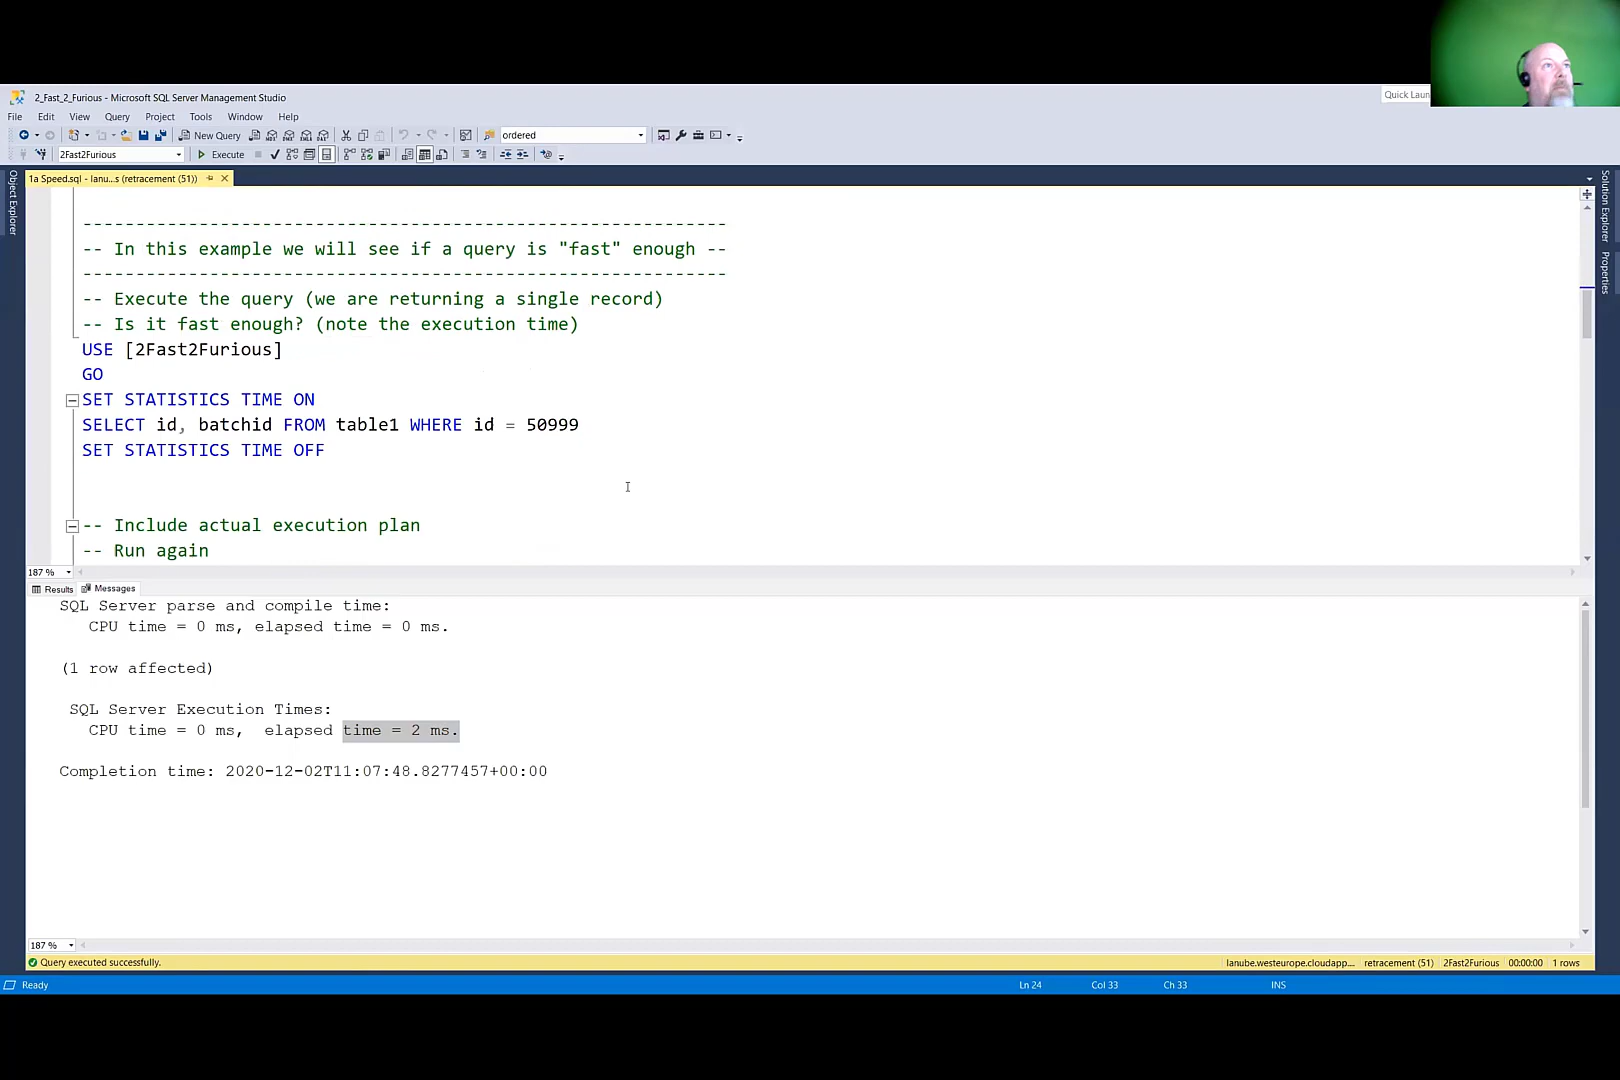 2_Fast_2_Furious - Microsoft SQL Server Management Studio
Quick Laun
File Edit View Query Project Tools Window Help
New Query
ordered
2Fast2Furious
Execute
Object Explorer
1a Speed.sql - lanu...s (retracement (51))
Solution Explorer
Properties
------------------------------------------------------------- 
-- In this example we will see if a query is "fast" enough --
-------------------------------------------------------------
-- Execute the query (we are returning a single record)
-- Is it fast enough? (note the execution time)
USE [2Fast2Furious]
GO
SET STATISTICS TIME ON
SELECT id, batchid FROM table1 WHERE id = 50999
SET STATISTICS TIME OFF
-- Include actual execution plan
-- Run again
187 %
Results Messages
SQL Server parse and compile time:
CPU time = 0 ms, elapsed time = 0 ms.
(1 row affected)
SQL Server Execution Times:
CPU time = 0 ms,  elapsed time = 2 ms.
Completion time: 2020-12-02T11:07:48.8277457+00:00
187 %
Query executed successfully.
lanube.westeurope.cloudapp.... retracement (51) 2Fast2Furious 00:00:00 1 rows
Ready
Ln 24 Col 33 Ch 33 INS